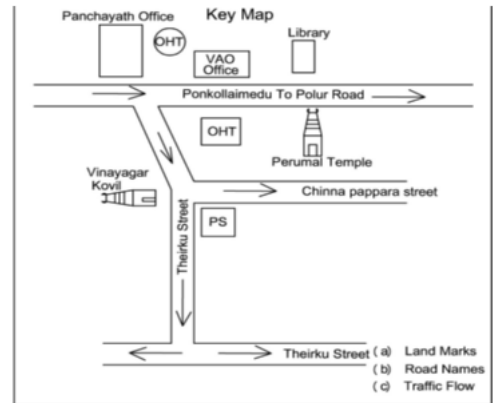 Key Map
Panchayath Office
OHT
VAO
Office
Library
Ponkollaimedu To Polur Road
OHT
Perumal Temple
Vinayagar
Kovil
Chinna pappara street
PS
Theirku Street
Theirku Street
(a) Land Marks
(b) Road Names
(c) Traffic Flow